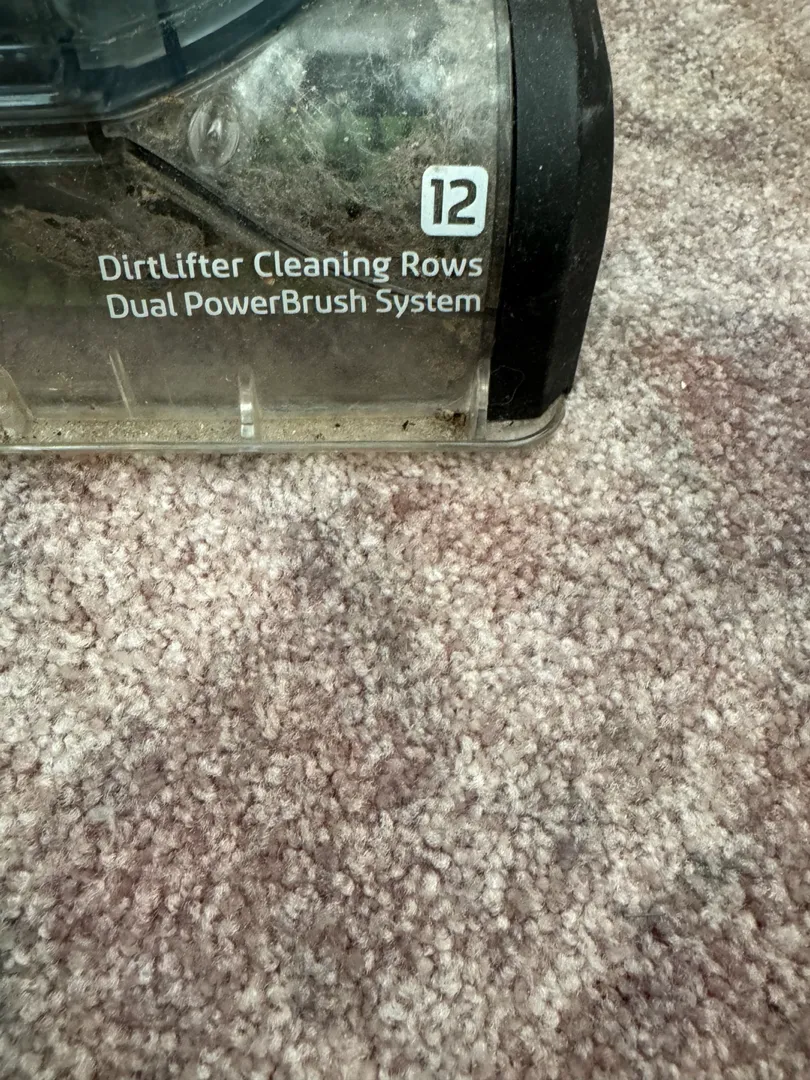 12
DirtLifter Cleaning Rows
Dual PowerBrush System